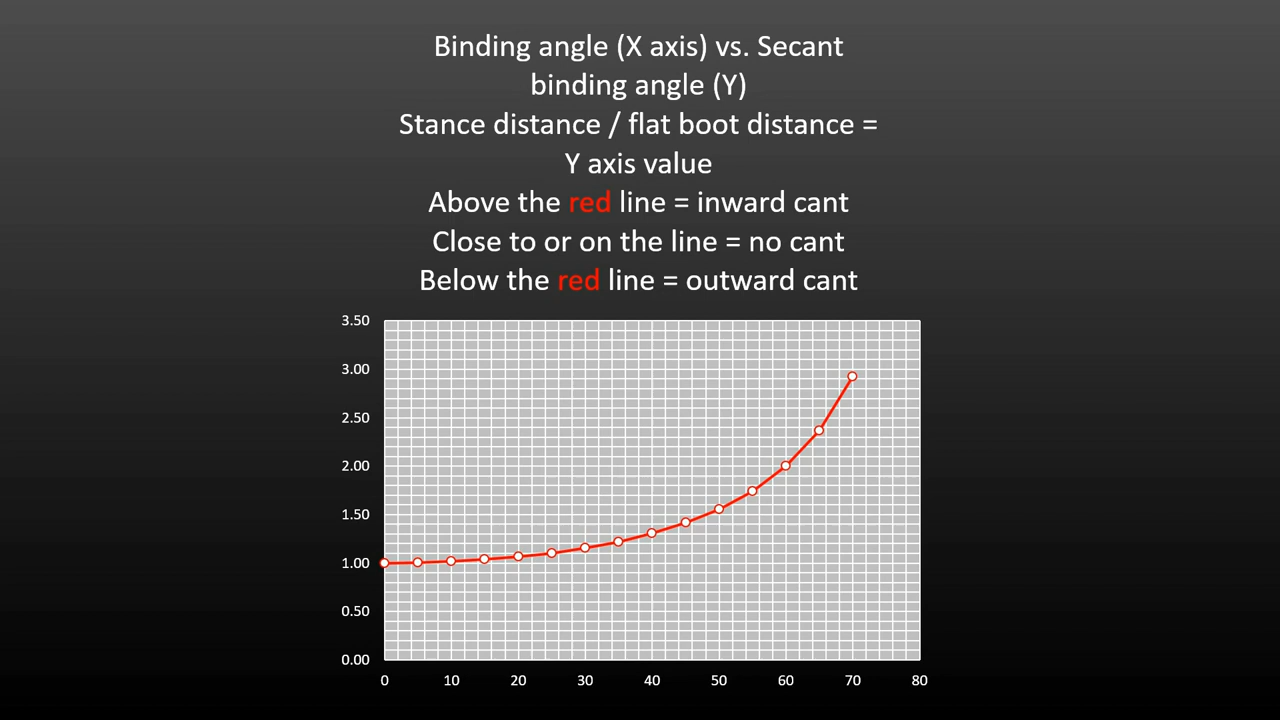 Binding angle (X axis) vs. Secant
binding angle (Y)
Stance distance / flat boot distance =
Y axis value
Above the red line = inward cant
Close to or on the line = no cant
Below the red line = outward cant
3.50
3.00
2.50
2.00
1.50
1.00
0.50
0.00
0 10 20 30 40 50 60 70 80